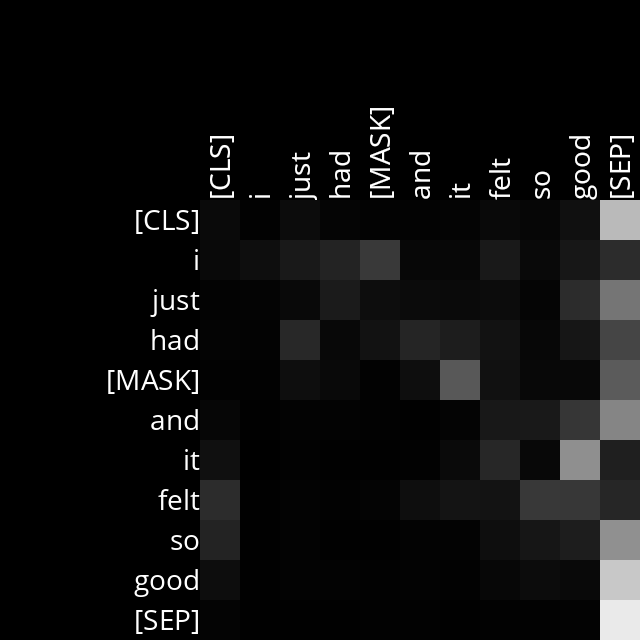 [CLS] i just had [MASK] and it felt so good [SEP]
[CLS]
i
just
had
[MASK]
and
it
felt
so
good
[SEP]